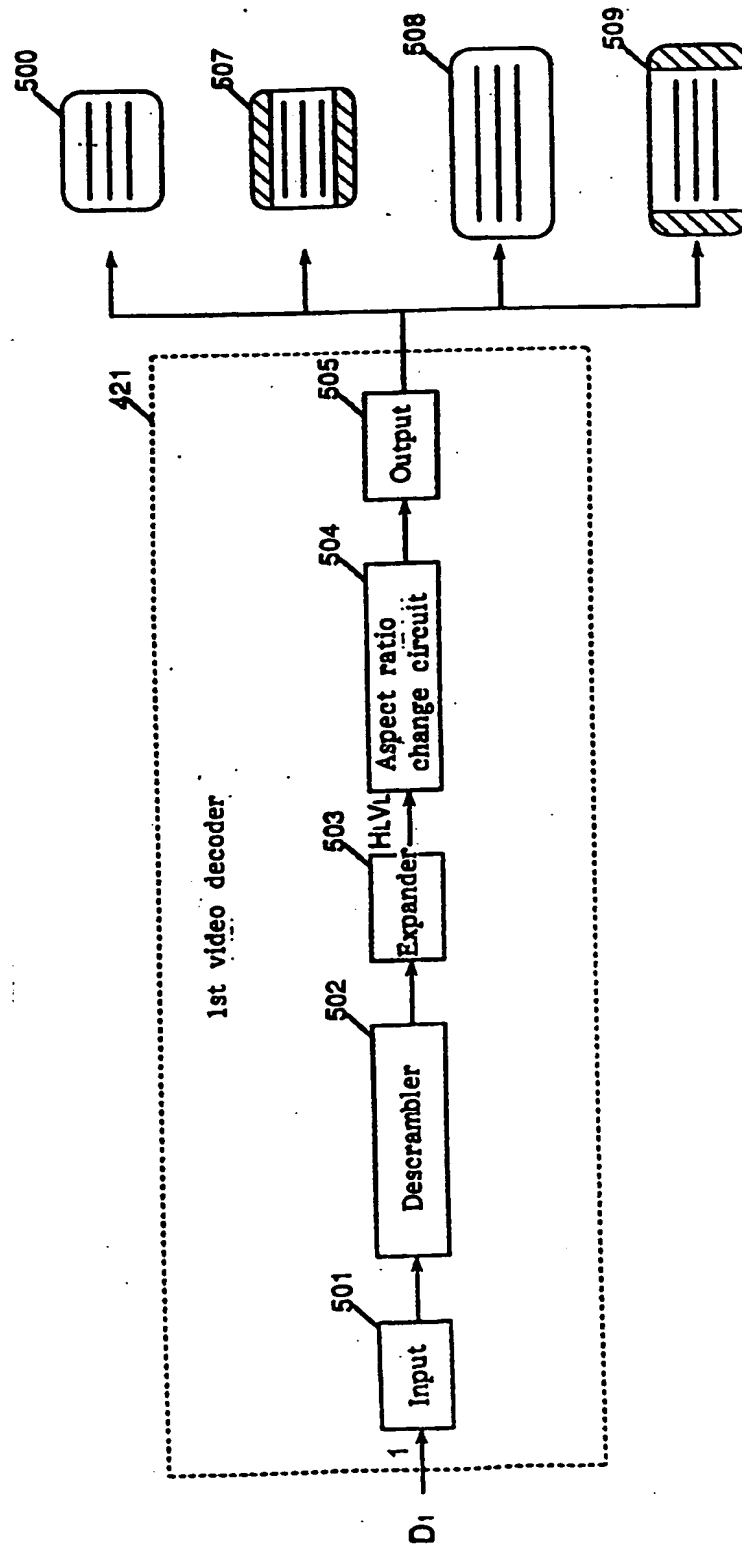 421
1st video decoder
D1
1
501
Input
502
Descrambler
503
Expander
HLVL
504
Aspect ratio
change circuit
505
Output
500
507
508
509